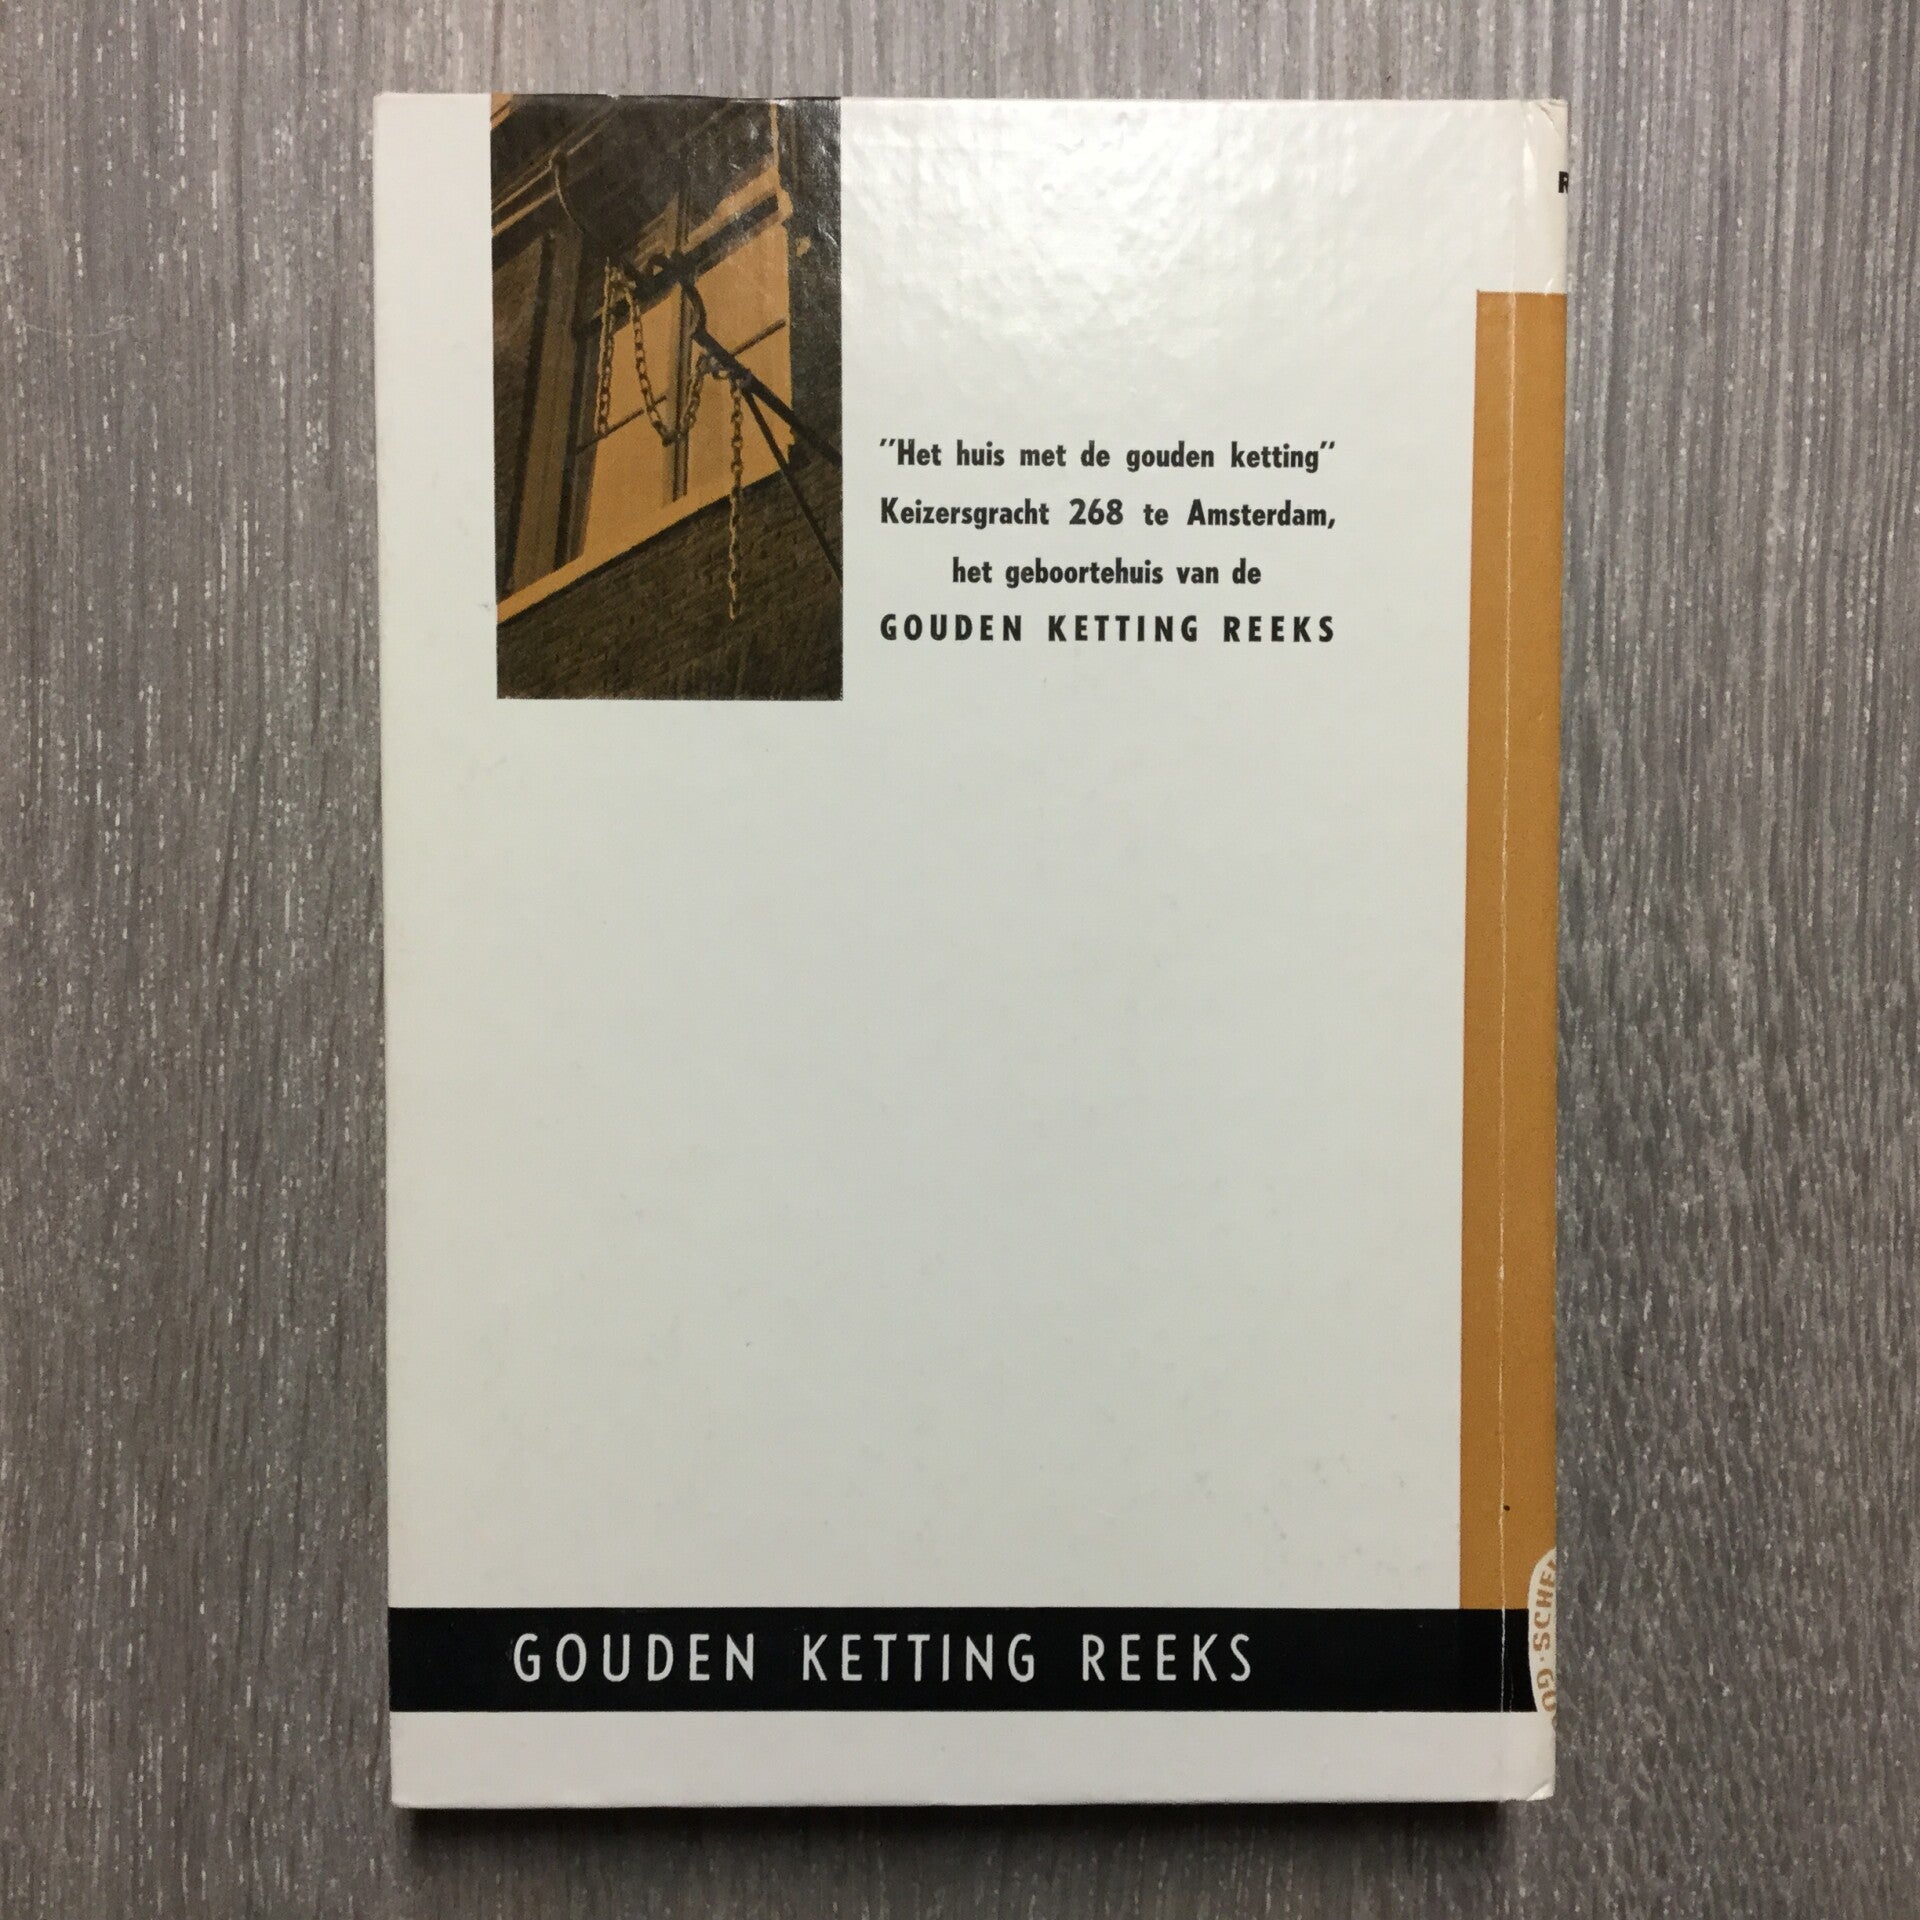 "Het huis met de gouden ketting"
Keizersgracht 268 te Amsterdam,
het geboortehuis van de
GOUDEN KETTING REEKS
GOUDEN KETTING REEKS